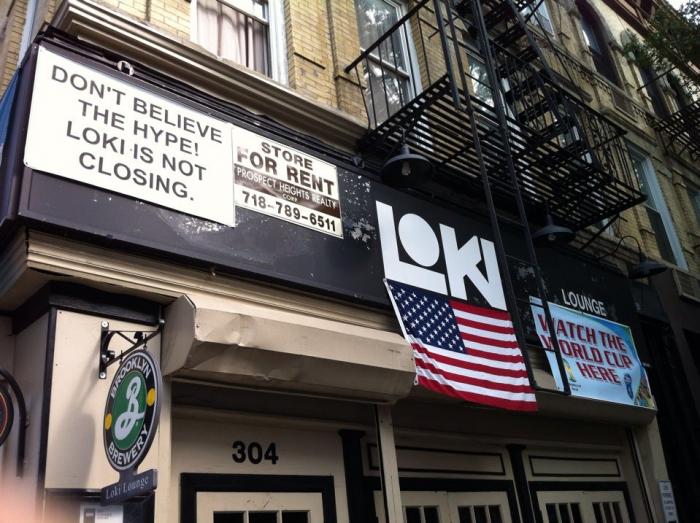 DON'T BELIEVE
THE HYPE!
LOKI IS NOT
CLOSING.
STORE
FOR RENT
PROSPECT HEIGHTS REALTY
CORP
718-789-6511
LOKI
LOUNGE
WATCH THE
WORLD CUP
HERE
BROOKLYN
B
BREWERY
Loki Lounge
304